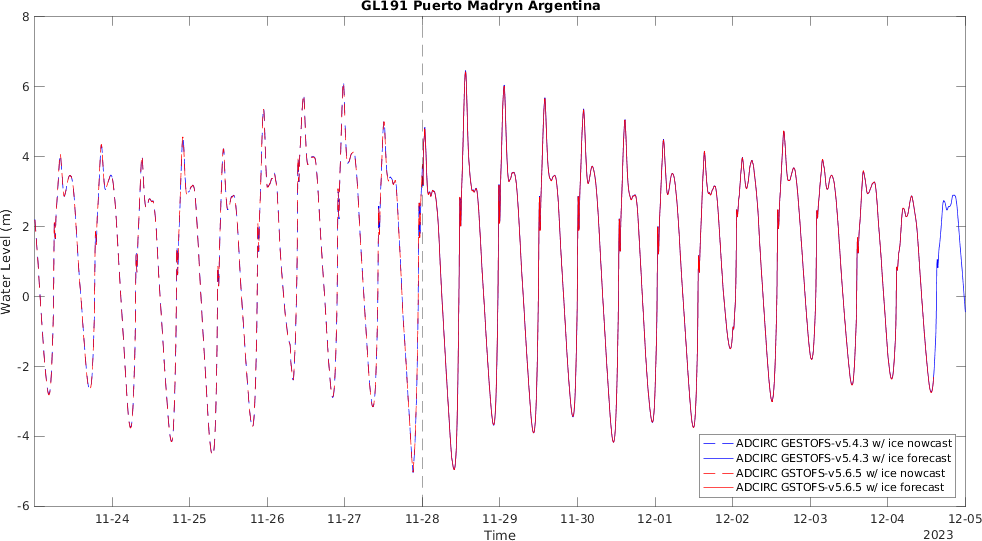 GL191 Puerto Madryn Argentina
8
6
4
2
0
-2
-4
-6
Water Level (m)
ADCIRC GESTOFS-v5.4.3 w/ ice nowcast
ADCIRC GESTOFS-v5.4.3 w/ ice forecast
ADCIRC GSTOFS-v5.6.5 w/ ice nowcast
ADCIRC GSTOFS-v5.6.5 w/ ice forecast
11-24 11-25 11-26 11-27 11-28 11-29 11-30 12-01 12-02 12-03 12-04 12-05
Time 2023